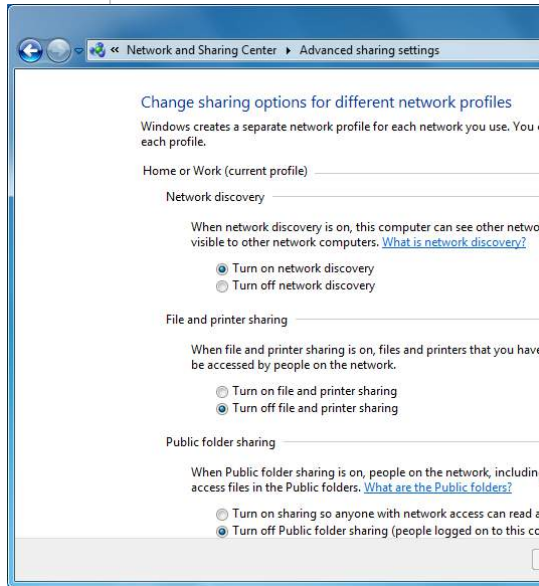 « Network and Sharing Center ▸ Advanced sharing settings
Change sharing options for different network profiles
Windows creates a separate network profile for each network you use. You
each profile.
Home or Work (current profile)
Network discovery
When network discovery is on, this computer can see other netwo
visible to other network computers. What is network discovery?
Turn on network discovery
Turn off network discovery
File and printer sharing
When file and printer sharing is on, files and printers that you have
be accessed by people on the network.
Turn on file and printer sharing
Turn off file and printer sharing
Public folder sharing
When Public folder sharing is on, people on the network, includin
access files in the Public folders. What are the Public folders?
Turn on sharing so anyone with network access can read a
Turn off Public folder sharing (people logged on to this co